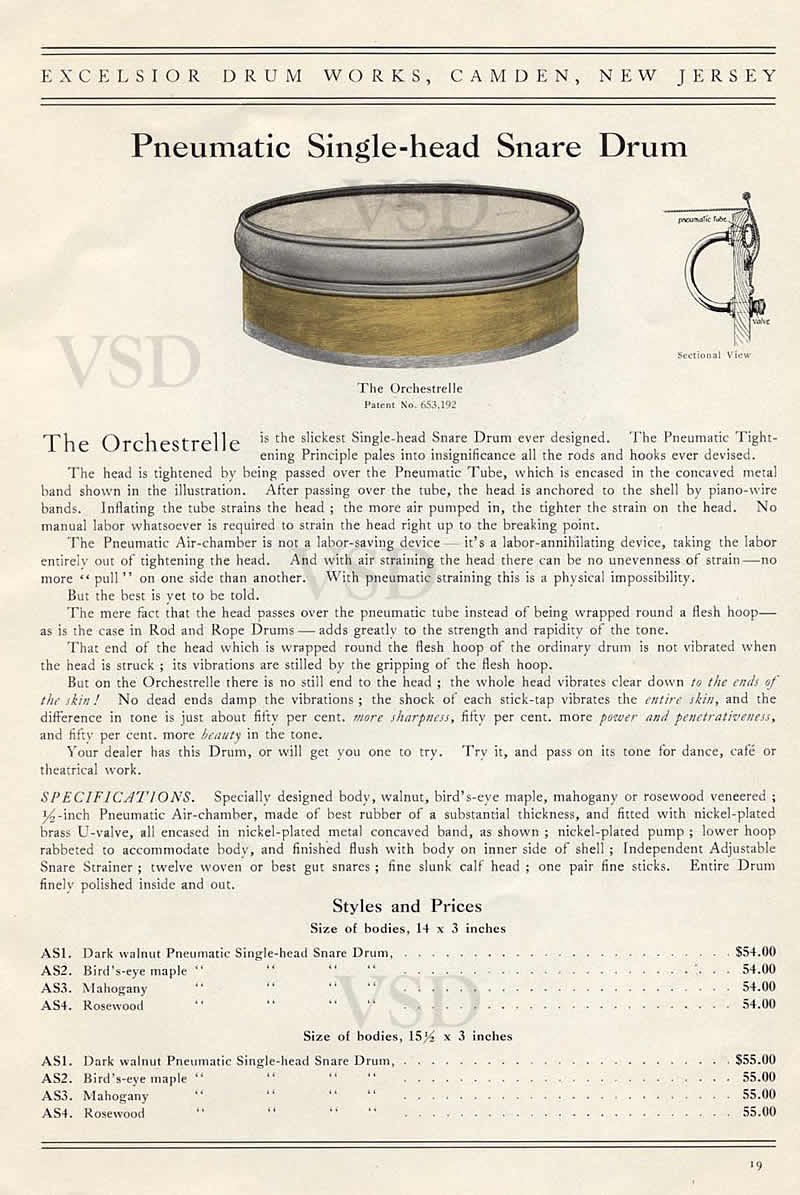 EXCELSIOR DRUM WORKS, CAMDEN, NEW JERSEY
Pneumatic Single-head Snare Drum
VSD
pneumatic Tube
valve
Sectional View
VSD
The Orchestrelle
Patent No. 653,192
The Orchestrelle is the slickest Single-head Snare Drum ever designed. The Pneumatic Tight-
ening Principle pales into insignificance all the rods and hooks ever devised.
The head is tightened by being passed over the Pneumatic Tube, which is encased in the concaved metal
band shown in the illustration. After passing over the tube, the head is anchored to the shell by piano-wire
bands. Inflating the tube strains the head ; the more air pumped in, the tighter the strain on the head. No
manual labor whatsoever is required to strain the head right up to the breaking point.
The Pneumatic Air-chamber is not a labor-saving device — it's a labor-annihilating device, taking the labor
entirely out of tightening the head. And with air straining the head there can be no unevenness of strain—no
more “ pull ” on one side than another. With pneumatic straining this is a physical impossibility.
VSD
But the best is yet to be told.
The mere fact that the head passes over the pneumatic tube instead of being wrapped round a flesh hoop—
as is the case in Rod and Rope Drums — adds greatly to the strength and rapidity of the tone.
That end of the head which is wrapped round the flesh hoop of the ordinary drum is not vibrated when
the head is struck ; its vibrations are stilled by the gripping of the flesh hoop.
But on the Orchestrelle there is no still end to the head ; the whole head vibrates clear down to the ends of
the skin ! No dead ends damp the vibrations ; the shock of each stick-tap vibrates the entire skin, and the
difference in tone is just about fifty per cent. more sharpness, fifty per cent. more power and penetrativeness,
and fifty per cent. more beauty in the tone.
Your dealer has this Drum, or will get you one to try. Try it, and pass on its tone for dance, café or
theatrical work.
SPECIFICATIONS. Specially designed body, walnut, bird's-eye maple, mahogany or rosewood veneered ;
½-inch Pneumatic Air-chamber, made of best rubber of a substantial thickness, and fitted with nickel-plated
brass U-valve, all encased in nickel-plated metal concaved band, as shown ; nickel-plated pump ; lower hoop
rabbeted to accommodate body, and finished flush with body on inner side of shell ; Independent Adjustable
Snare Strainer ; twelve woven or best gut snares ; fine slunk calf head ; one pair fine sticks. Entire Drum
finely polished inside and out.
Styles and Prices
Size of bodies, 14 x 3 inches
AS1. Dark walnut Pneumatic Single-head Snare Drum, . . . . . . . . . . . . . . . . . . . . . . . . $54.00
AS2. Bird's-eye maple “ “ “ “ . . . . . . . . . . . . . . . . . . . . . . . . 54.00
AS3. Mahogany “ “ “ “ . . . . . . . . . . . . . . . . . . . . . . . . 54.00
AS4. Rosewood “ “ “ “ . . . . . . . . . . . . . . . . . . . . . . . . 54.00
VSD
Size of bodies, 15½ x 3 inches
AS1. Dark walnut Pneumatic Single-head Snare Drum, . . . . . . . . . . . . . . . . . . . . . . . . $55.00
AS2. Bird's-eye maple “ “ “ “ . . . . . . . . . . . . . . . . . . . . . . . . 55.00
AS3. Mahogany “ “ “ “ . . . . . . . . . . . . . . . . . . . . . . . . 55.00
AS4. Rosewood “ “ “ “ . . . . . . . . . . . . . . . . . . . . . . . . 55.00
19